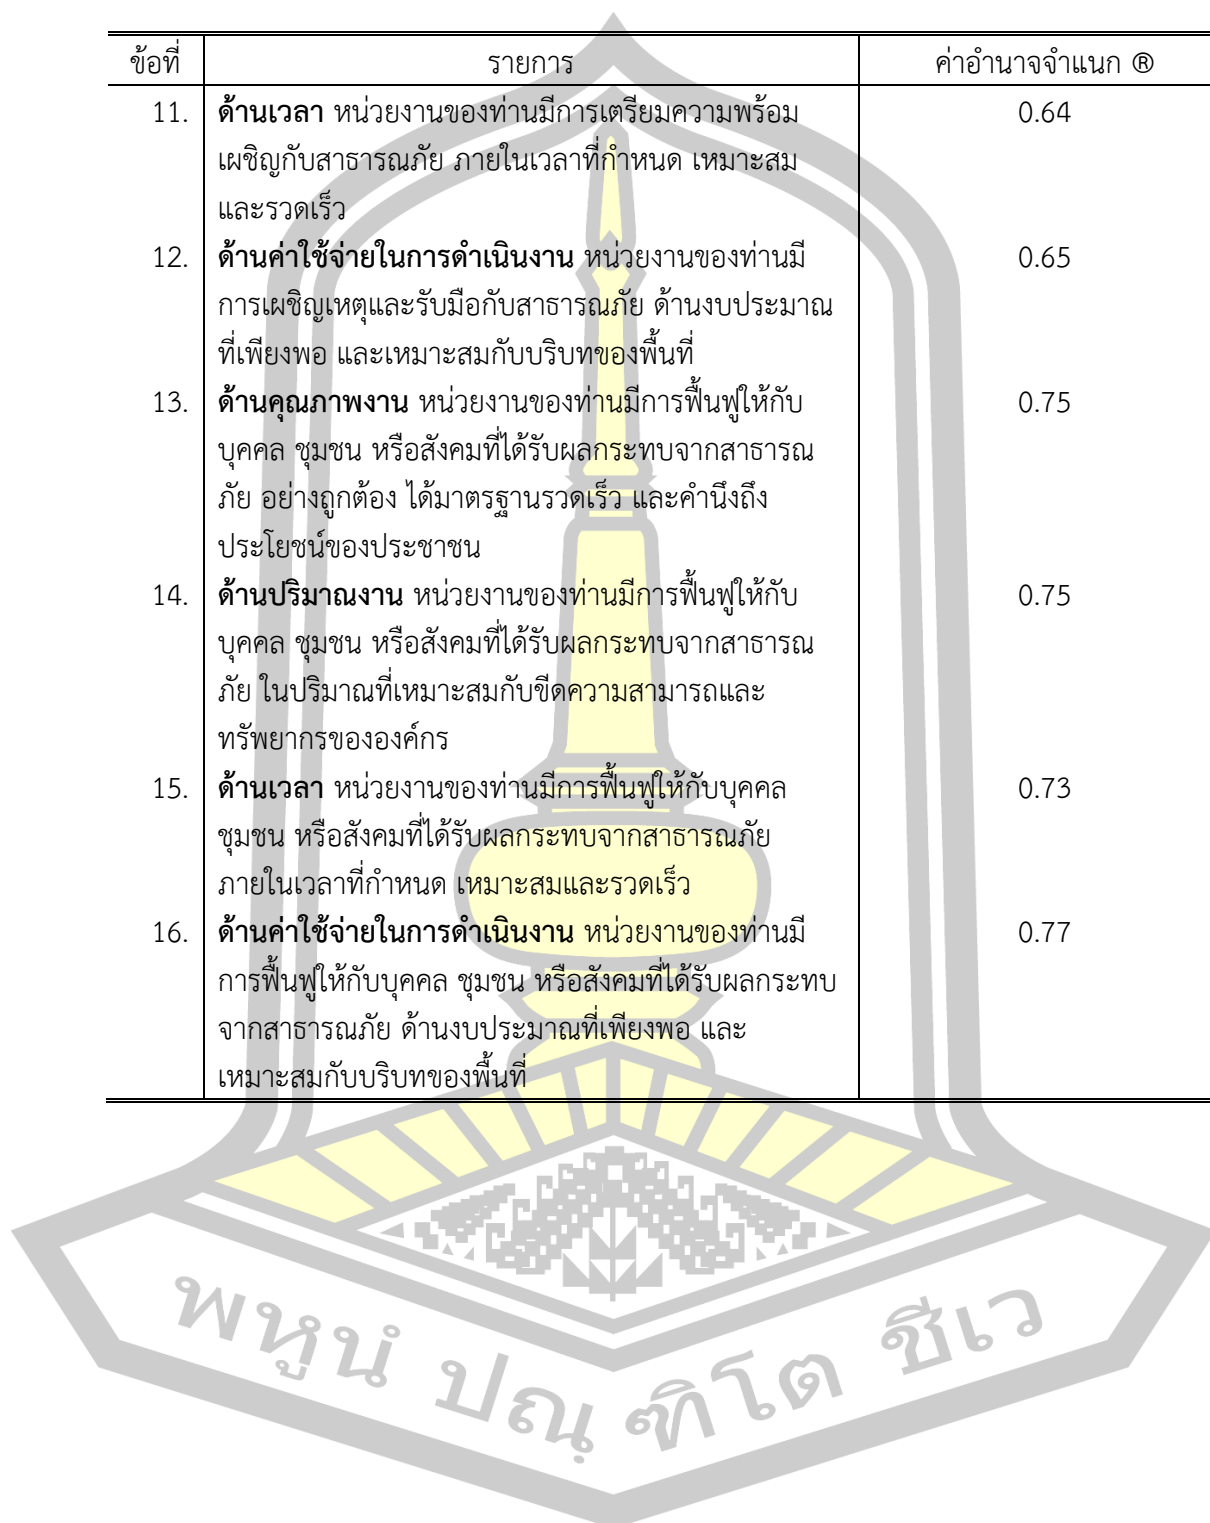 ข้อที่ รายการ ค่าอำนาจจำแนก ®
11. ด้านเวลา หน่วยงานของท่านมีการเตรียมความพร้อม 0.64
เผชิญกับสาธารณภัย ภายในเวลาที่กำหนด เหมาะสม
และรวดเร็ว
12. ด้านค่าใช้จ่ายในการดำเนินงาน หน่วยงานของท่านมี 0.65
การเผชิญเหตุและรับมือกับสาธารณภัย ด้านงบประมาณ
ที่เพียงพอ และเหมาะสมกับบริบทของพื้นที่
13. ด้านคุณภาพงาน หน่วยงานของท่านมีการฟื้นฟูให้กับ 0.75
บุคคล ชุมชน หรือสังคมที่ได้รับผลกระทบจากสาธารณ
ภัย อย่างถูกต้อง ได้มาตรฐานรวดเร็ว และคำนึงถึง
ประโยชน์ของประชาชน
14. ด้านปริมาณงาน หน่วยงานของท่านมีการฟื้นฟูให้กับ 0.75
บุคคล ชุมชน หรือสังคมที่ได้รับผลกระทบจากสาธารณ
ภัย ในปริมาณที่เหมาะสมกับขีดความสามารถและ
ทรัพยากรขององค์กร
15. ด้านเวลา หน่วยงานของท่านมีการฟื้นฟูให้กับบุคคล 0.73
ชุมชน หรือสังคมที่ได้รับผลกระทบจากสาธารณภัย
ภายในเวลาที่กำหนด เหมาะสมและรวดเร็ว
16. ด้านค่าใช้จ่ายในการดำเนินงาน หน่วยงานของท่านมี 0.77
การฟื้นฟูให้กับบุคคล ชุมชน หรือสังคมที่ได้รับผลกระทบ
จากสาธารณภัย ด้านงบประมาณที่เพียงพอ และ
เหมาะสมกับบริบทของพื้นที่
พหูนํ ปณฺฑิโต ชีเว